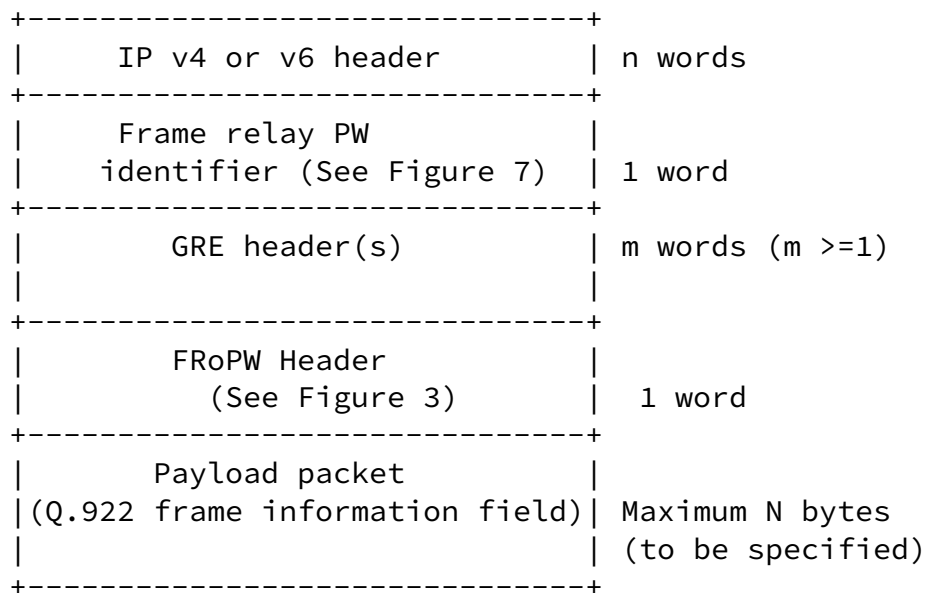 +-------------------------------+
|     IP v4 or v6 header        | n words
+-------------------------------+
|     Frame relay PW            |
|    identifier (See Figure 7)  | 1 word
+-------------------------------+
|        GRE header(s)          | m words (m >=1)
|                               |
+-------------------------------+
|        FRoPW Header           |
|          (See Figure 3)       |  1 word
+-------------------------------+
|       Payload packet          |
|(Q.922 frame information field)| Maximum N bytes
|                               | (to be specified)
+-------------------------------+